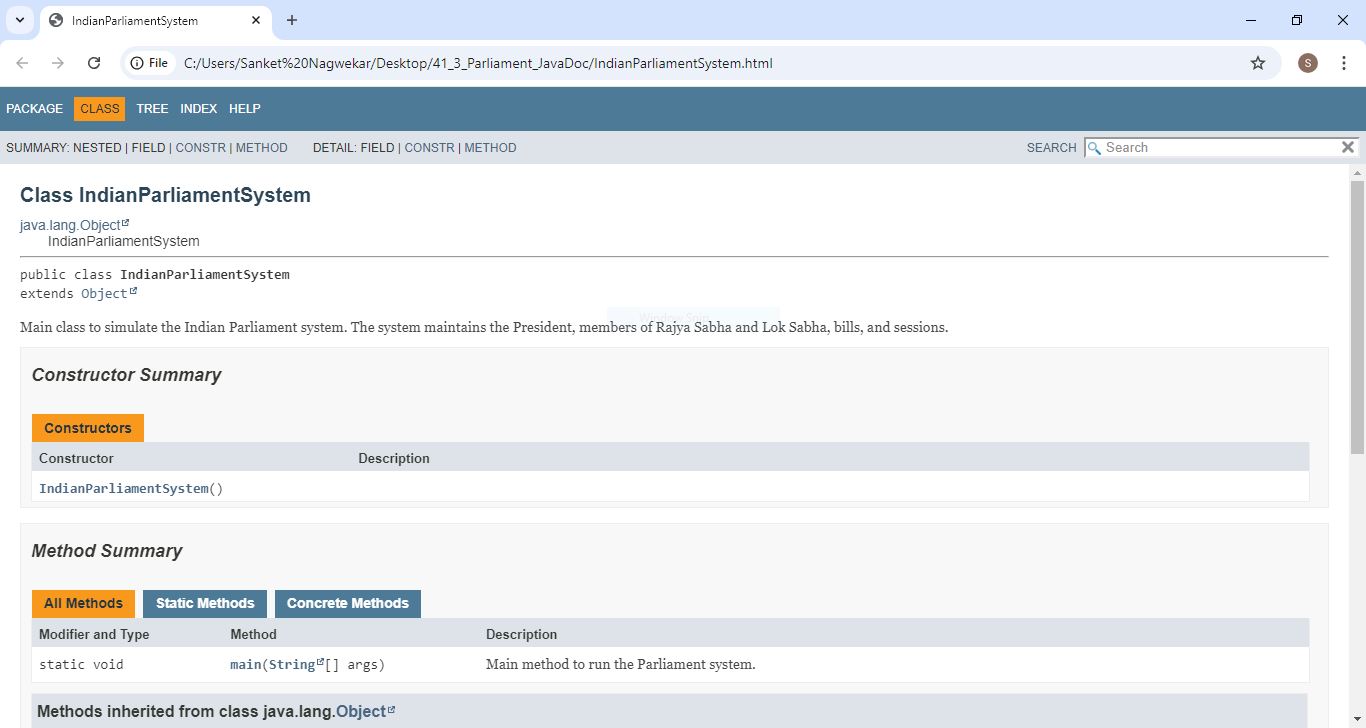 IndianParliamentSystem
File C:/Users/Sanket%20Nagwekar/Desktop/41_3_Parliament_JavaDoc/IndianParliamentSystem.html S
PACKAGE CLASS TREE INDEX HELP
SUMMARY: NESTED | FIELD | CONSTR | METHOD DETAIL: FIELD | CONSTR | METHOD SEARCH Search
Class IndianParliamentSystem
java.lang.Object
IndianParliamentSystem
public class IndianParliamentSystem
extends Object
Window Snip
Main class to simulate the Indian Parliament system. The system maintains the President, members of Rajya Sabha and Lok Sabha, bills, and sessions.
Constructor Summary
Constructors
Constructor Description
IndianParliamentSystem()
Method Summary
All Methods Static Methods Concrete Methods
Modifier and Type Method Description
static void main(String[] args) Main method to run the Parliament system.
Methods inherited from class java.lang.Object